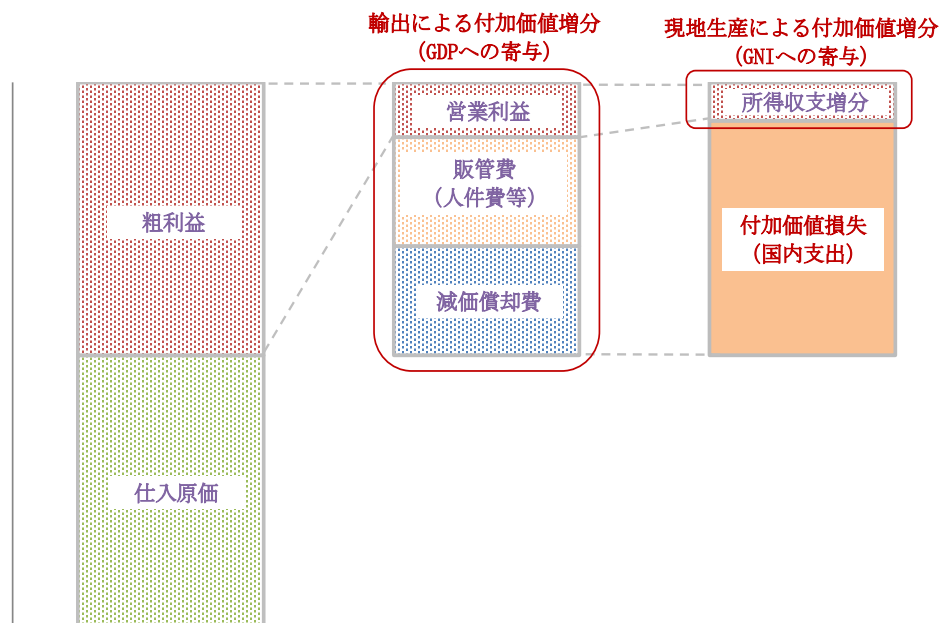 輸出による付加価値増分
(GDPへの寄与)
現地生産による付加価値増分
(GNIへの寄与)
営業利益
所得収支増分
販管費
(人件費等)
粗利益
付加価値損失
(国内支出)
減価償却費
仕入原価